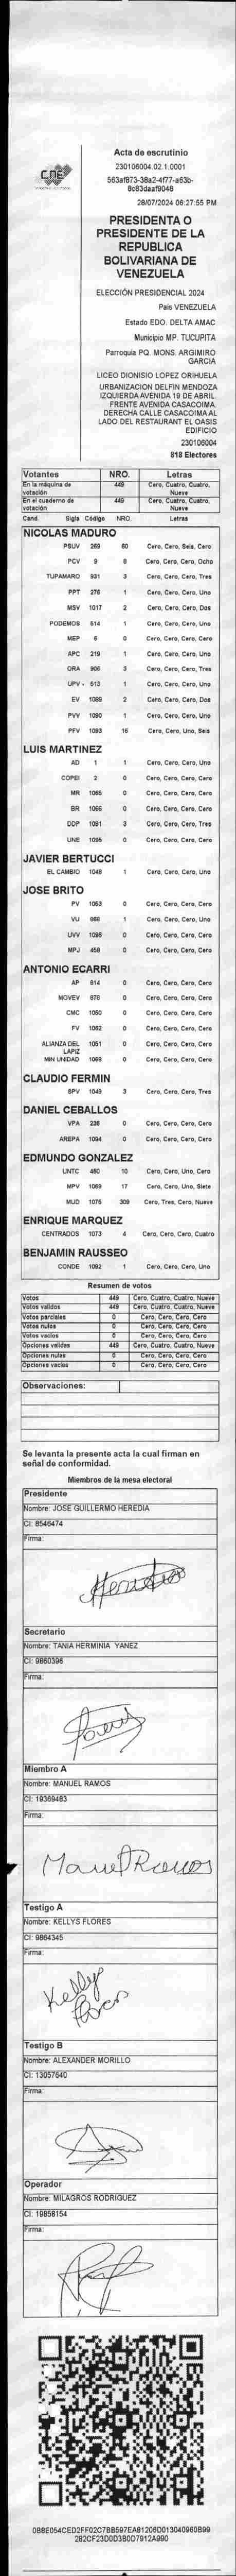 CNE
Acta de escrutinio
230106004.02.1.0001
563af873-38a2-4f77-a63b-
8c83daaf9048
28/07/2024 06:27:55 PM
PRESIDENTA O
PRESIDENTE DE LA
REPUBLICA
BOLIVARIANA DE
VENEZUELA
ELECCIÓN PRESIDENCIAL 2024
País VENEZUELA
Estado EDO. DELTA AMAC
Municipio MP. TUCUPITA
Parroquia PQ. MONS. ARGIMIRO
GARCIA
LICEO DIONISIO LOPEZ ORIHUELA
URBANIZACION DELFIN MENDOZA
IZQUIERDA AVENIDA 19 DE ABRIL.
FRENTE AVENIDA CASACOIMA.
DERECHA CALLE CASACOIMA AL
LADO DEL RESTAURANT EL OASIS
EDIFICIO
230106004
818 Electores
Votantes NRO. Letras
En la máquina de votación 449 Cero, Cuatro, Cuatro, Nueve
En el cuaderno de votación 449 Cero, Cuatro, Cuatro, Nueve
Cand. Sigla Código NRO. Letras
NICOLAS MADURO
PSUV 269 60 Cero, Cero, Seis, Cero
PCV 9 8 Cero, Cero, Cero, Ocho
TUPAMARO 931 3 Cero, Cero, Cero, Tres
PPT 276 1 Cero, Cero, Cero, Uno
MSV 1017 2 Cero, Cero, Cero, Dos
PODEMOS 514 1 Cero, Cero, Cero, Uno
MEP 6 0 Cero, Cero, Cero, Cero
APC 219 1 Cero, Cero, Cero, Uno
ORA 906 3 Cero, Cero, Cero, Tres
UPV 613 1 Cero, Cero, Cero, Uno
EV 1089 2 Cero, Cero, Cero, Dos
PVV 1090 1 Cero, Cero, Cero, Uno
PFV 1093 16 Cero, Cero, Uno, Seis
LUIS MARTINEZ
AD 1 1 Cero, Cero, Cero, Uno
COPEI 2 0 Cero, Cero, Cero, Cero
MR 1065 0 Cero, Cero, Cero, Cero
BR 1066 0 Cero, Cero, Cero, Cero
DDP 1091 3 Cero, Cero, Cero, Tres
UNE 1095 0 Cero, Cero, Cero, Cero
JAVIER BERTUCCI
EL CAMBIO 1048 1 Cero, Cero, Cero, Uno
JOSE BRITO
PV 1053 0 Cero, Cero, Cero, Cero
VU 868 1 Cero, Cero, Cero, Uno
UVV 1096 0 Cero, Cero, Cero, Cero
MPJ 458 0 Cero, Cero, Cero, Cero
ANTONIO ECARRI
AP 814 0 Cero, Cero, Cero, Cero
MOVEV 878 0 Cero, Cero, Cero, Cero
CMC 1050 0 Cero, Cero, Cero, Cero
FV 1062 0 Cero, Cero, Cero, Cero
ALIANZA DEL LAPIZ 1051 0 Cero, Cero, Cero, Cero
MIN UNIDAD 1068 0 Cero, Cero, Cero, Cero
CLAUDIO FERMIN
SPV 1049 3 Cero, Cero, Cero, Tres
DANIEL CEBALLOS
VPA 236 0 Cero, Cero, Cero, Cero
AREPA 1094 0 Cero, Cero, Cero, Cero
EDMUNDO GONZALEZ
UNTC 480 10 Cero, Cero, Uno, Cero
MPV 1069 17 Cero, Cero, Uno, Siete
MUD 1076 309 Cero, Tres, Cero, Nueve
ENRIQUE MARQUEZ
CENTRADOS 1073 4 Cero, Cero, Cero, Cuatro
BENJAMIN RAUSSEO
CONDE 1092 1 Cero, Cero, Cero, Uno
Resumen de votos
Votos 449 Cero, Cuatro, Cuatro, Nueve
Votos validos 449 Cero, Cuatro, Cuatro, Nueve
Votos parciales 0 Cero, Cero, Cero, Cero
Votos nulos 0 Cero, Cero, Cero, Cero
Votos vacios 0 Cero, Cero, Cero, Cero
Opciones validas 449 Cero, Cuatro, Cuatro, Nueve
Opciones nulas 0 Cero, Cero, Cero, Cero
Opciones vacias 0 Cero, Cero, Cero, Cero
Observaciones:
Se levanta la presente acta la cual firman en
señal de conformidad.
Miembros de la mesa electoral
Presidente
Nombre: JOSE GUILLERMO HEREDIA
CI: 8546474
Firma:
Secretario
Nombre: TANIA HERMINIA YANEZ
CI: 9860396
Firma:
Miembro A
Nombre: MANUEL RAMOS
CI: 19369483
Firma:
Manuel Ramos
Testigo A
Nombre: KELLYS FLORES
CI: 9864345
Firma:
Kellys
flores
Testigo B
Nombre: ALEXANDER MORILLO
CI: 13057640
Firma:
Operador
Nombre: MILAGROS RODRIGUEZ
CI: 19858154
Firma:
0B8E054CED2FF02C7BB597EA81206D013040960B99
282CF23D0D3B0D7912A990